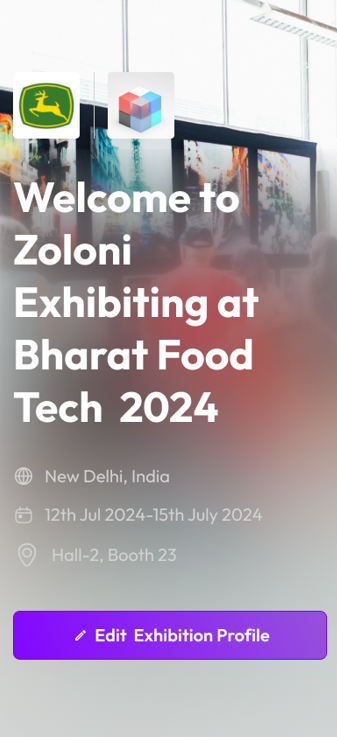 Welcome to
Zoloni
Exhibiting at
Bharat Food
Tech  2024
New Delhi, India
12th Jul 2024-15th July 2024
Hall-2, Booth 23
Edit  Exhibition Profile